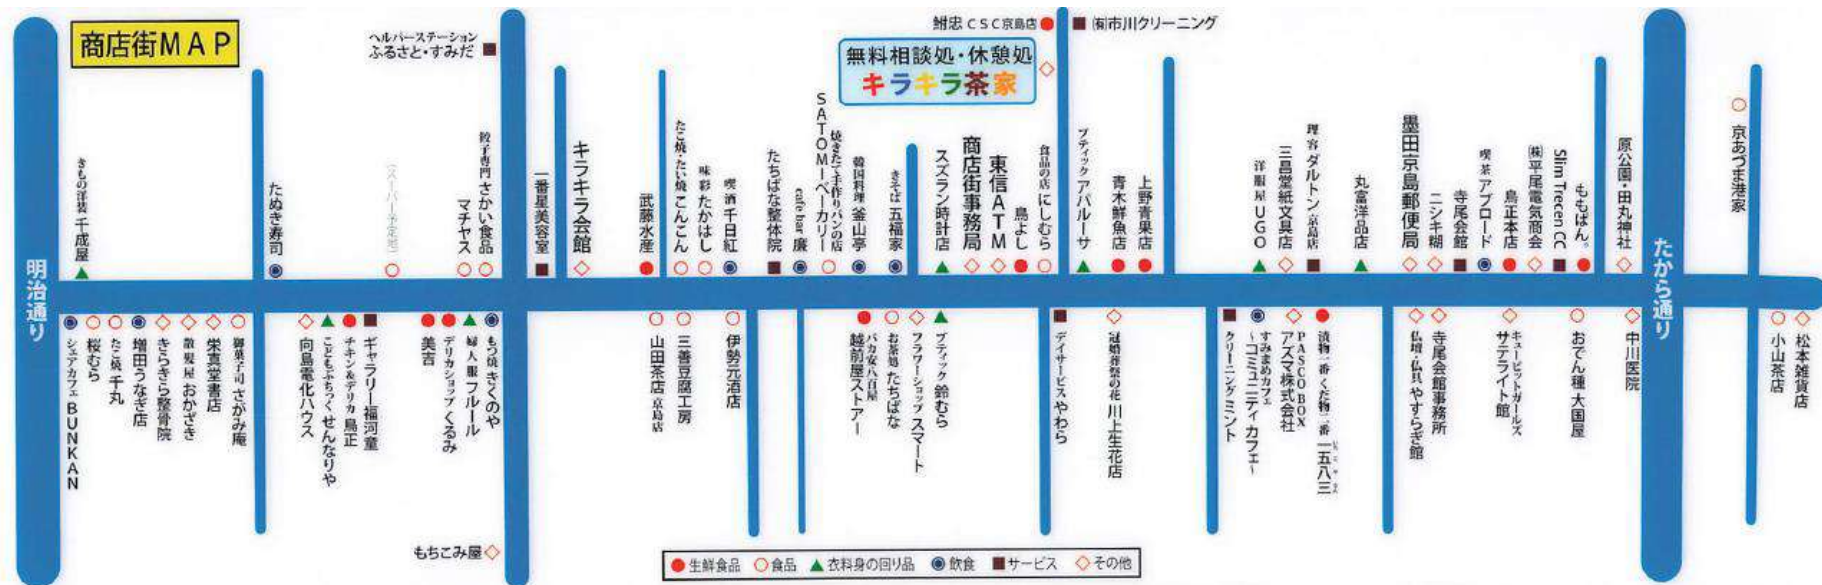 商店街MAP
ヘルパーステーション
ふるさと・すみだ
鮒忠CSC京島店
㈲市川クリーニング
無料相談処・休憩処
キラキラ茶家
明治通り
きもの洋装 千成屋
たぬき寿司
(スーパー予定地)
マチヤス
餃子専門 さかい食品
一番星美容室
キラキラ会館
武藤水産
たこ焼・たい焼 こんこん
味彩 たかはし
喫酒 千日紅
たちばな整体院
cafe bar 廉
SATOMIベーカリー
焼きたて手作りパンの店
韓国料理 釜山亭
きそば 五福家
スズラン時計店
商店街事務局
東信ATM
鳥よし
食品の店 にしむら
ブティック アバルーサ
青木鮮魚店
上野青果店
洋服屋 UGO
三昌堂紙文具店
理容 ダルトン 京島店
丸富洋品店
墨田京島郵便局
ニシキ糊
寺尾会館
喫茶 アブロード
鳥正本店
㈱平尾電気商会
Slim Trecen CC
ももぱん。
原公園・田丸神社
たから通り
京あづま港家
シェアカフェ BUNKAN
桜むら
たこ焼 千丸
増田うなぎ店
きらきら整骨院
散髪屋 おかざき
栄真堂書店
御菓子司 さがみ庵
向島電化ハウス
こどもぶちっく せんなりや
チキン&デリカ 鳥正
ギャラリー福河童
美吉
デリカショップ くるみ
婦人服 フルール
もつ焼 きくのや
もちこみ屋
山田茶店 京島店
三善豆腐工房
伊勢元酒店
バカ安八百屋
越前屋ストアー
お茶処 たちばな
フラワーショップ スマート
ブティック 鈴むら
デイサービス やわら
冠婚葬祭の花 川上生花店
クリーニング ミント
すみまめカフェ
～コミュニティカフェ～
PASCO BOX
アズマ株式会社
漬物一番 くだ物二番 一五八三
仏壇・仏具 やすらぎ館
寺尾会館事務所
キューピットガールズ
サテライト館
おでん種 大国屋
中川医院
小山茶店
松本雑貨店
生鮮食品 食品 衣料身の回り品 飲食 サービス その他